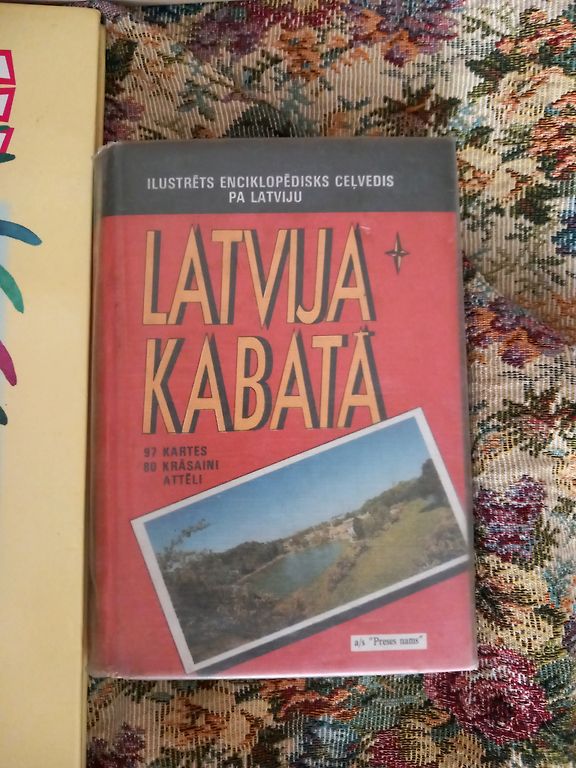 ILUSTRĒTS ENCIKLOPĒDISKS CEĻVEDIS
PA LATVIJU
LATVIJA
KABATĀ
97 KARTES
80 KRĀSAINI
ATTĒLI
a/s "Preses nams"